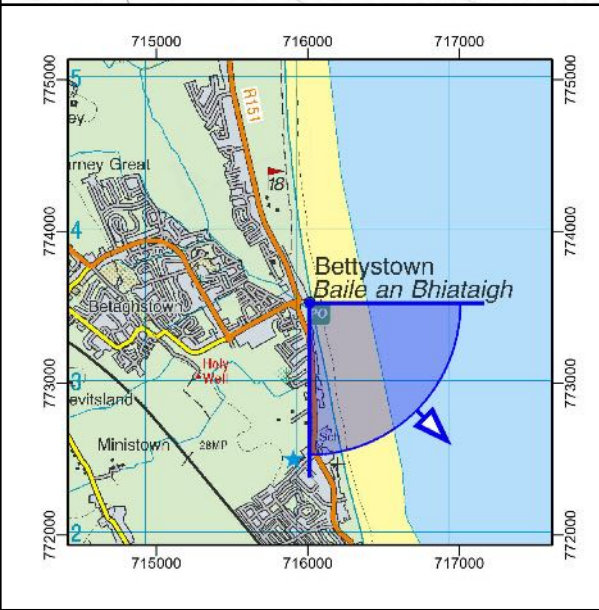 715000 716000 717000
775000
775000
5
R151
ey
rney Great
18
774000
774000
4
Bettystown
Baile an Bhiataigh
Betaghstown
PO
Holy
Well
773000
773000
3
evitsland
Ministown
28MP
Sch
772000
772000
2
715000 716000 717000